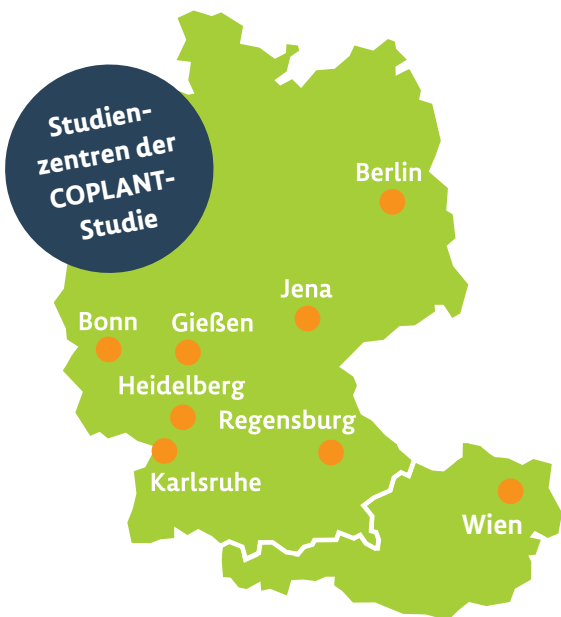 Studien-
zentren der
COPLANT-
Studie
Berlin
Jena
Bonn
Gießen
Heidelberg
Regensburg
Karlsruhe
Wien